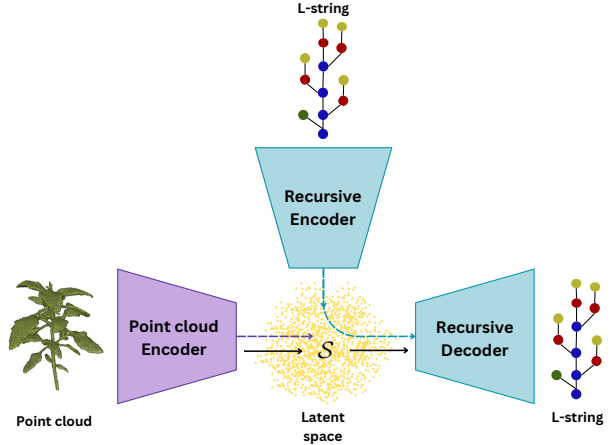 L-string
Recursive
Encoder
Point cloud
Encoder
S
Recursive
Decoder
Point cloud
Latent
space
L-string